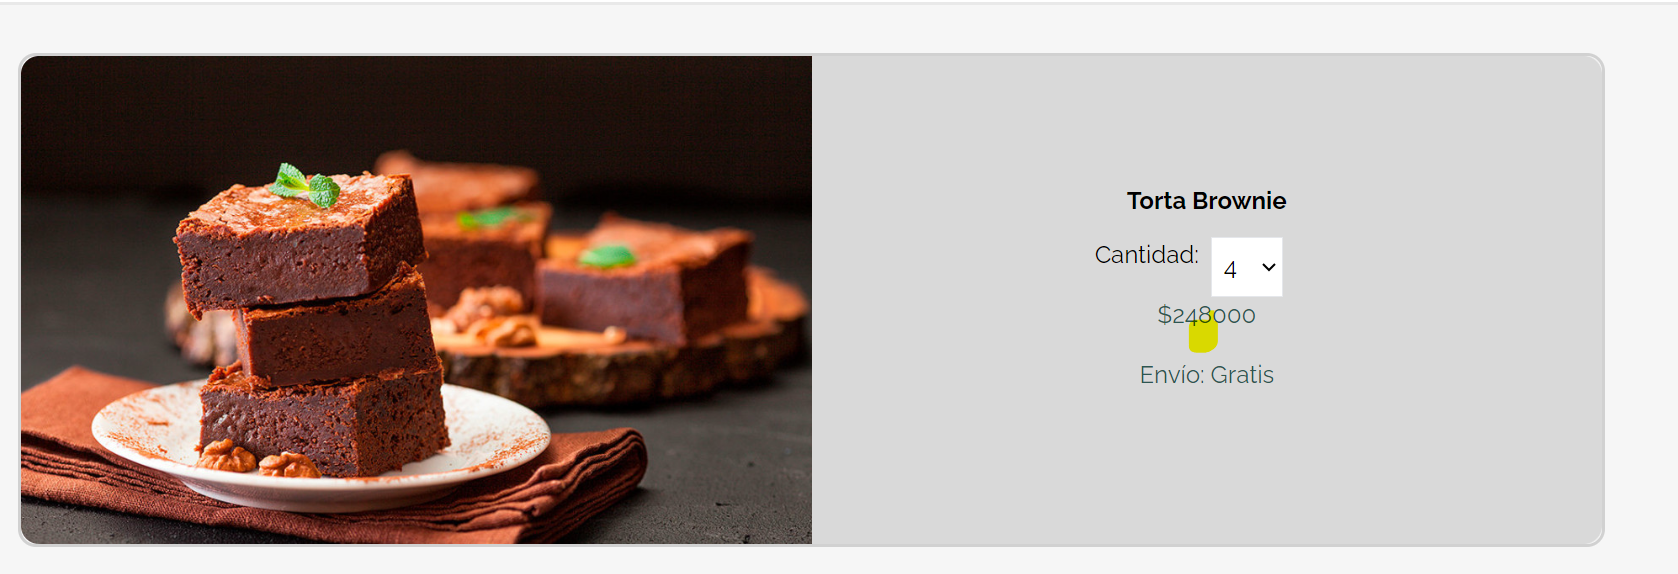 Torta Brownie
Cantidad: 4
$248000
Envío: Gratis